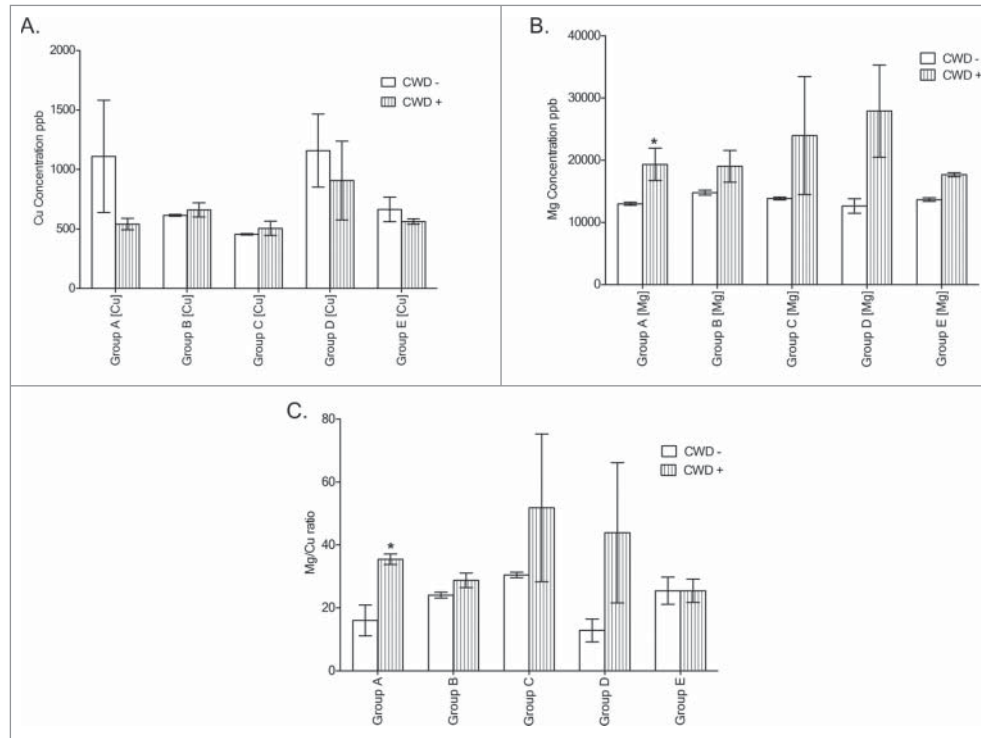 A.
Cu Concentration ppb
2000
1500
1000
500
0
CWD -
CWD +
Group A [Cu]
Group B [Cu]
Group C [Cu]
Group D [Cu]
Group E [Cu]
B.
Mg Concentration ppb
40000
30000
20000
10000
0
*
CWD -
CWD +
Group A [Mg]
Group B [Mg]
Group C [Mg]
Group D [Mg]
Group E [Mg]
C.
Mg/Cu ratio
80
60
40
20
0
*
CWD -
CWD +
Group A
Group B
Group C
Group D
Group E